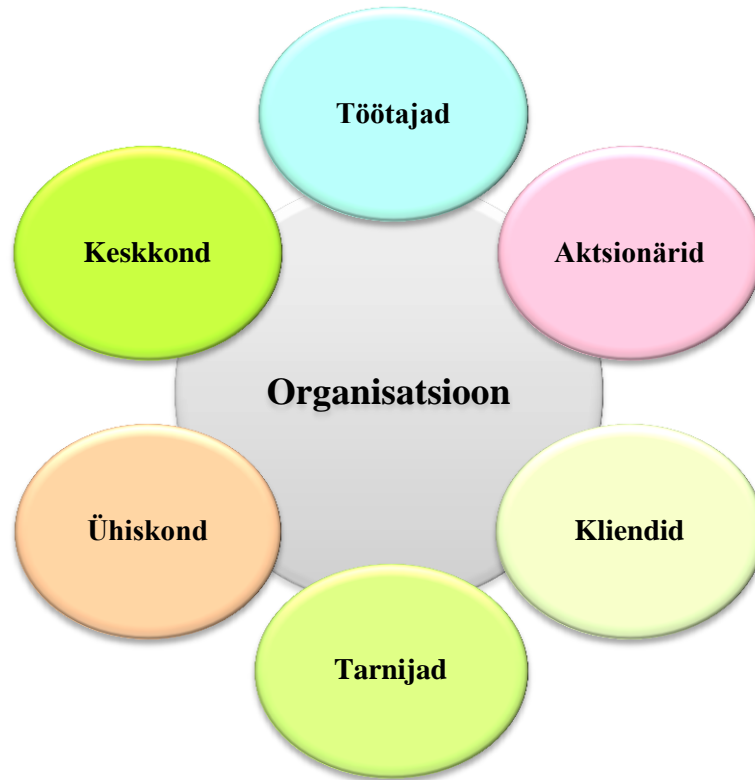 Töötajad
Keskkond
Aktsionärid
Organisatsioon
Ühiskond
Kliendid
Tarnijad